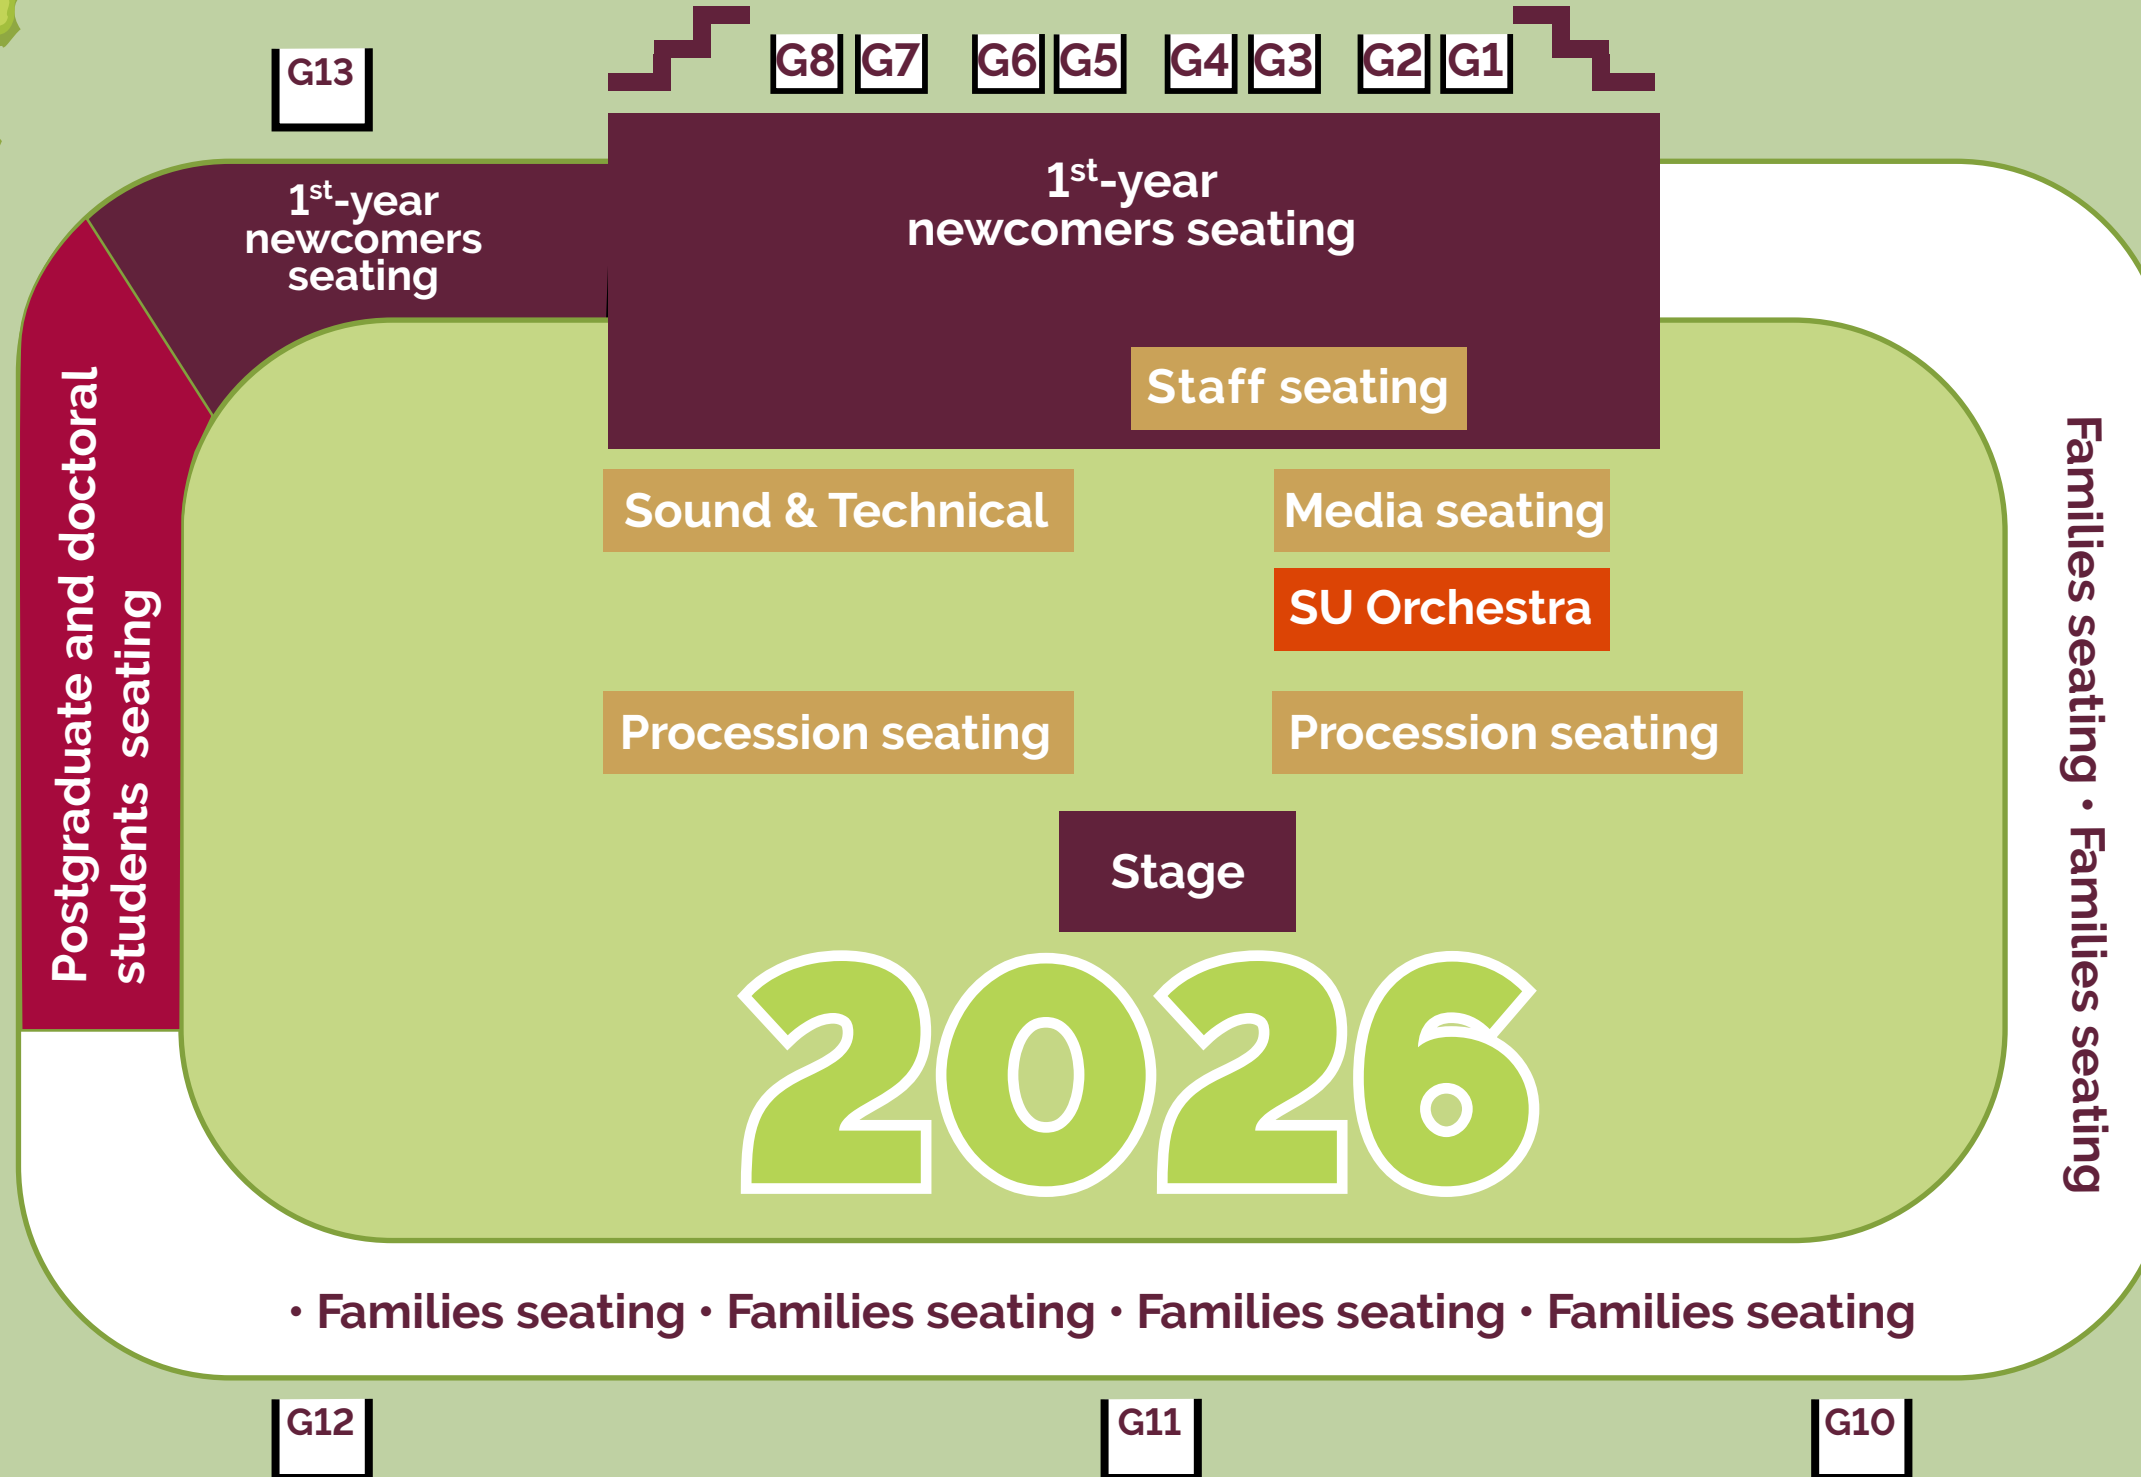 G13
G8
G7
G6
G5
G4
G3
G2
G1
1st-year
newcomers
seating
1st-year
newcomers seating
Staff seating
Sound & Technical
Media seating
SU Orchestra
Procession seating
Procession seating
Stage
2026
Postgraduate and doctoral
students seating
Families seating • Families seating
• Families seating • Families seating • Families seating • Families seating
G12
G11
G10